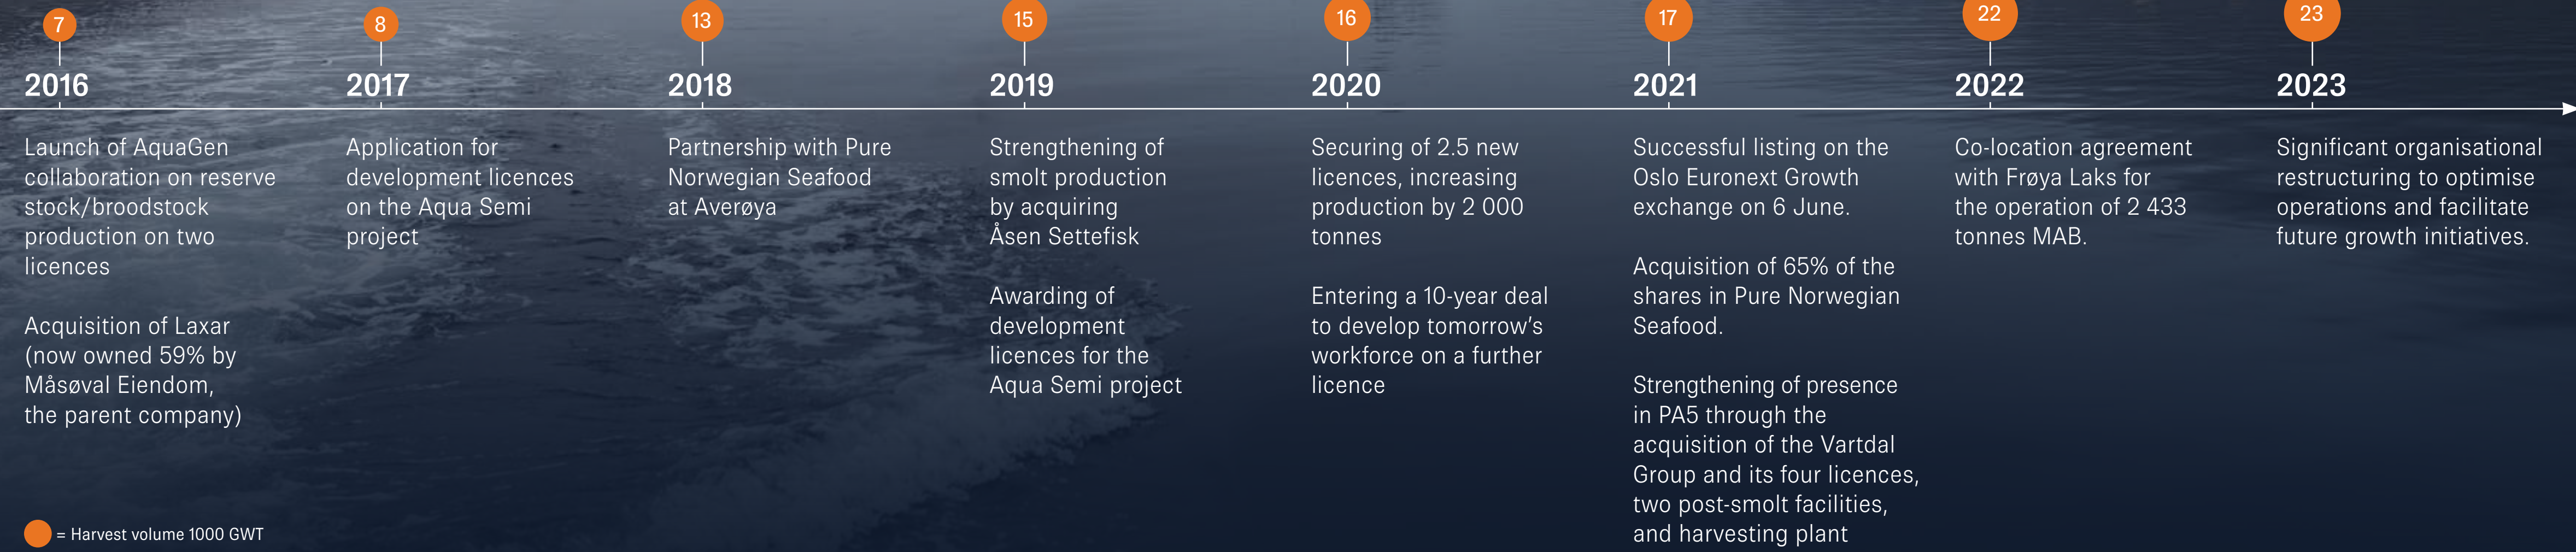 7
2016
Launch of AquaGen
collaboration on reserve
stock/broodstock
production on two
licences
Acquisition of Laxar
(now owned 59% by
Måsøval Eiendom,
the parent company)
8
2017
Application for
development licences
on the Aqua Semi
project
13
2018
Partnership with Pure
Norwegian Seafood
at Averøya
15
2019
Strengthening of
smolt production
by acquiring
Åsen Settefisk
Awarding of
development
licences for the
Aqua Semi project
16
2020
Securing of 2.5 new
licences, increasing
production by 2 000
tonnes
Entering a 10-year deal
to develop tomorrow’s
workforce on a further
licence
17
2021
Successful listing on the
Oslo Euronext Growth
exchange on 6 June.
Acquisition of 65% of the
shares in Pure Norwegian
Seafood.
Strengthening of presence
in PA5 through the
acquisition of the Vartdal
Group and its four licences,
two post-smolt facilities,
and harvesting plant
22
2022
Co-location agreement
with Frøya Laks for
the operation of 2 433
tonnes MAB.
23
2023
Significant organisational
restructuring to optimise
operations and facilitate
future growth initiatives.
= Harvest volume 1000 GWT